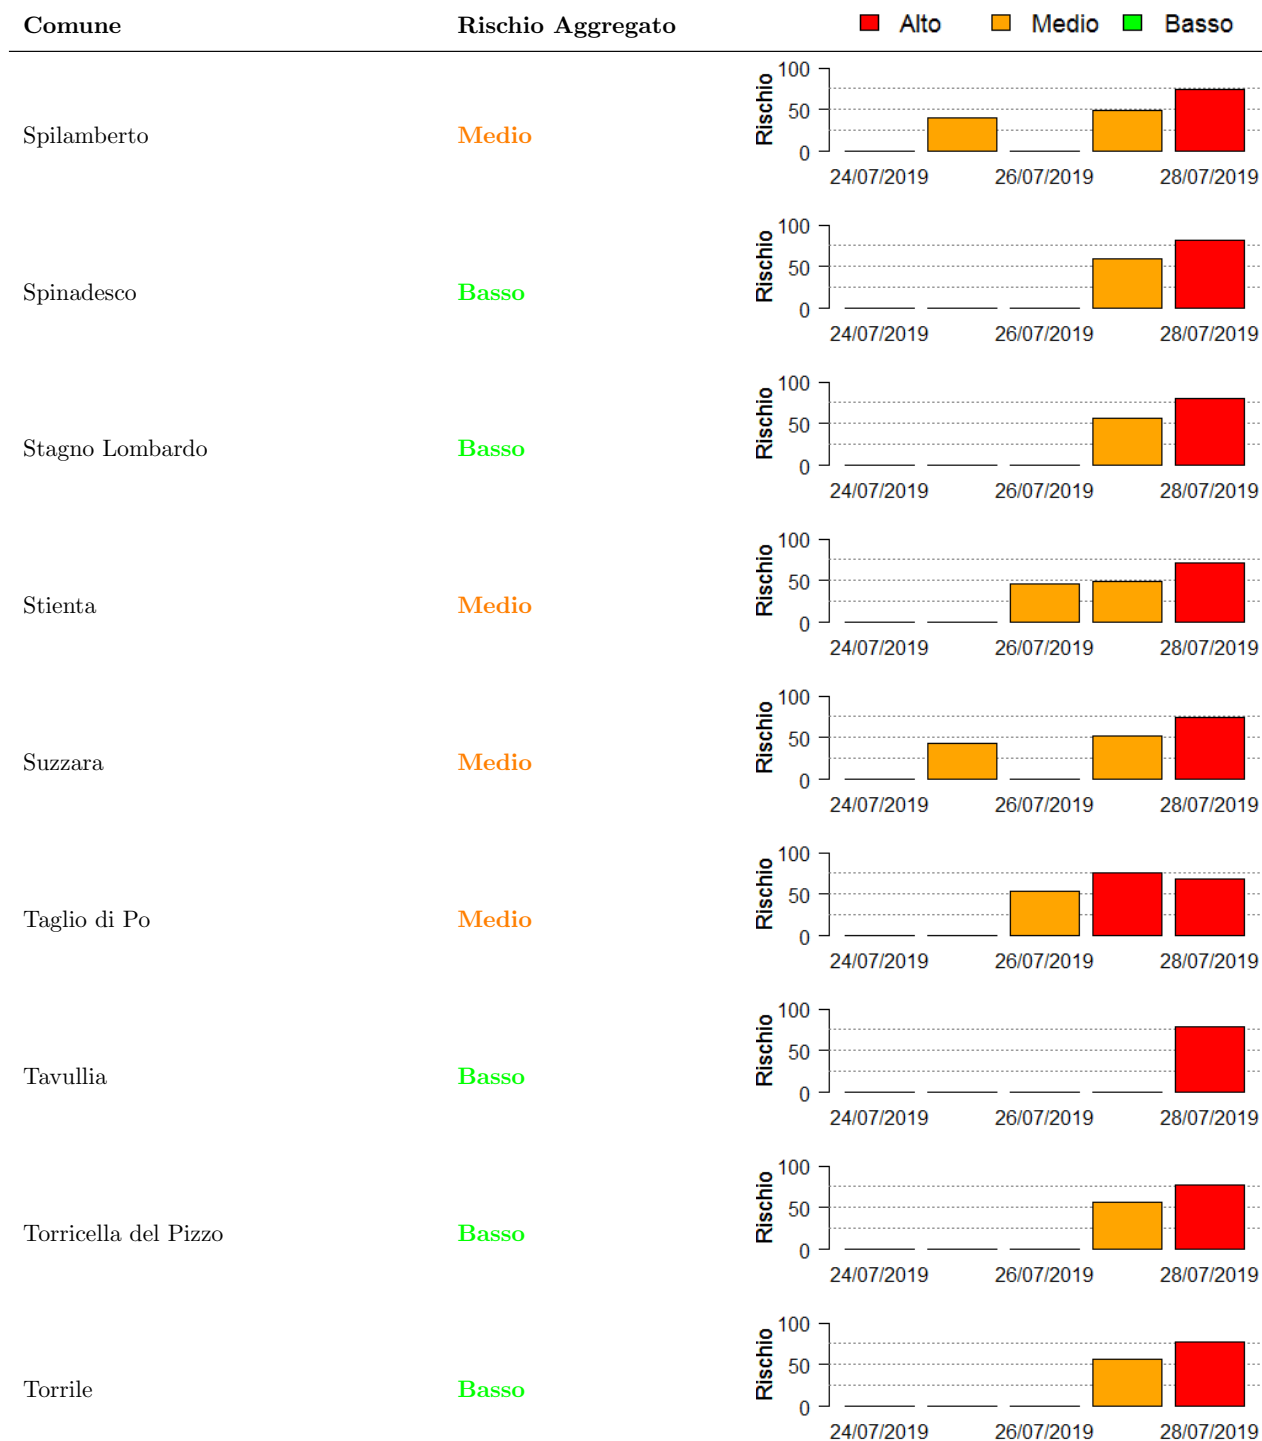 Comune Rischio Aggregato Alto Medio Basso
Spilamberto Medio Rischio 100 50 0
24/07/2019 26/07/2019 28/07/2019
Spinadesco Basso Rischio 100 50 0
24/07/2019 26/07/2019 28/07/2019
Stagno Lombardo Basso Rischio 100 50 0
24/07/2019 26/07/2019 28/07/2019
Stienta Medio Rischio 100 50 0
24/07/2019 26/07/2019 28/07/2019
Suzzara Medio Rischio 100 50 0
24/07/2019 26/07/2019 28/07/2019
Taglio di Po Medio Rischio 100 50 0
24/07/2019 26/07/2019 28/07/2019
Tavullia Basso Rischio 100 50 0
24/07/2019 26/07/2019 28/07/2019
Torricella del Pizzo Basso Rischio 100 50 0
24/07/2019 26/07/2019 28/07/2019
Torrile Basso Rischio 100 50 0
24/07/2019 26/07/2019 28/07/2019